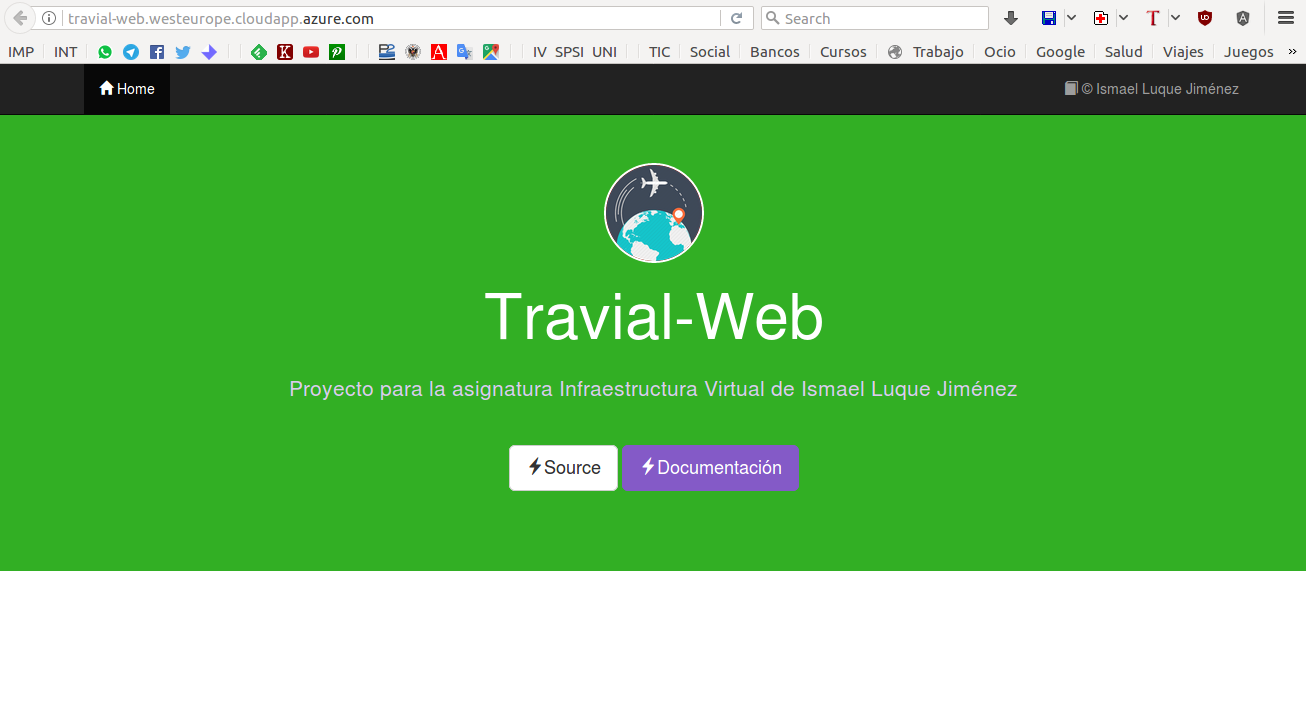 travial-web.westeurope.cloudapp.azure.com
Search
IMP INT IV SPSI UNI TIC Social Bancos Cursos Trabajo Ocio Google Salud Viajes Juegos »
Home
© Ismael Luque Jiménez
Travial-Web
Proyecto para la asignatura Infraestructura Virtual de Ismael Luque Jiménez
Source Documentación